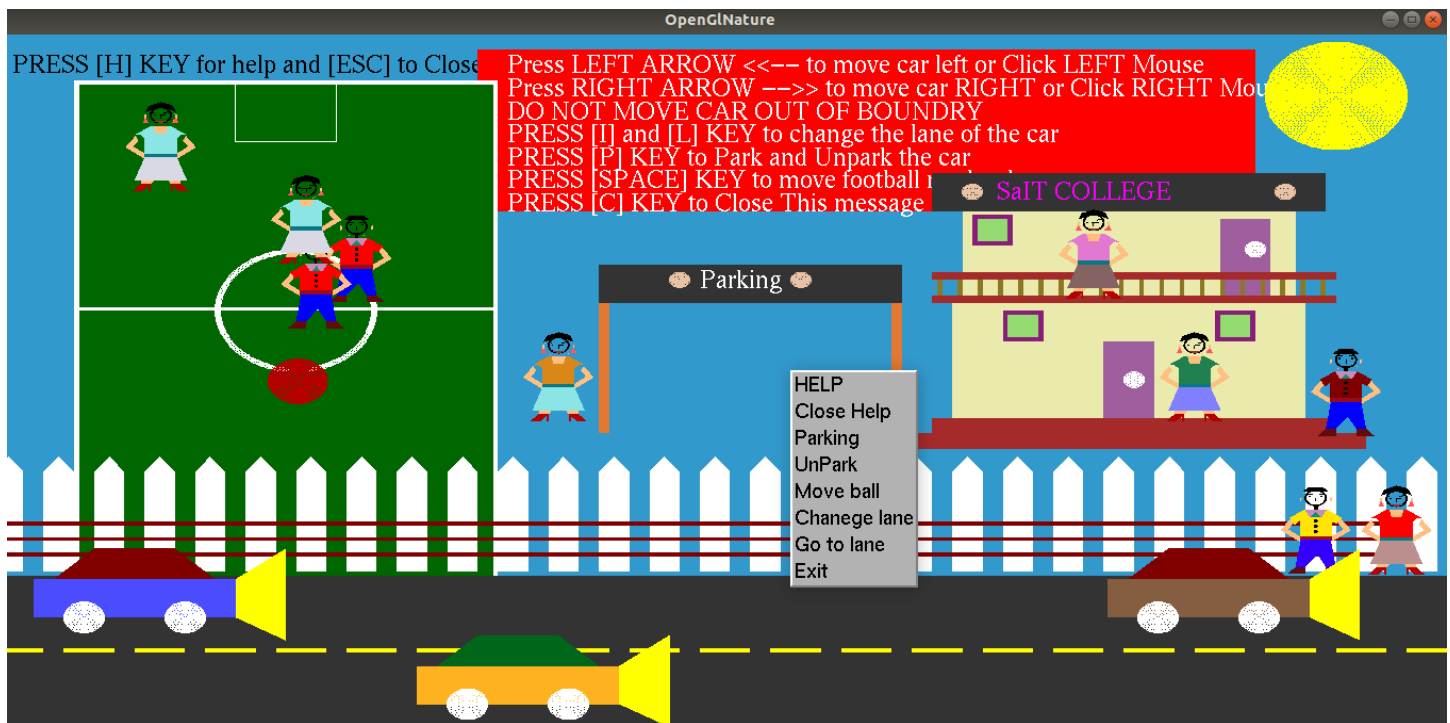 OpenGlNature
PRESS [H] KEY for help and [ESC] to Close
Press LEFT ARROW <<−− to move car left or Click LEFT Mouse
Press RIGHT ARROW −−>> to move car RIGHT or Click RIGHT Mou
DO NOT MOVE CAR OUT OF BOUNDRY
PRESS [I] and [L] KEY to change the lane of the car
PRESS [P] KEY to Park and Unpark the car
PRESS [SPACE] KEY to move football
PRESS [C] KEY to Close This message
SaIT COLLEGE
Parking
HELP
Close Help
Parking
UnPark
Move ball
Chanege lane
Go to lane
Exit